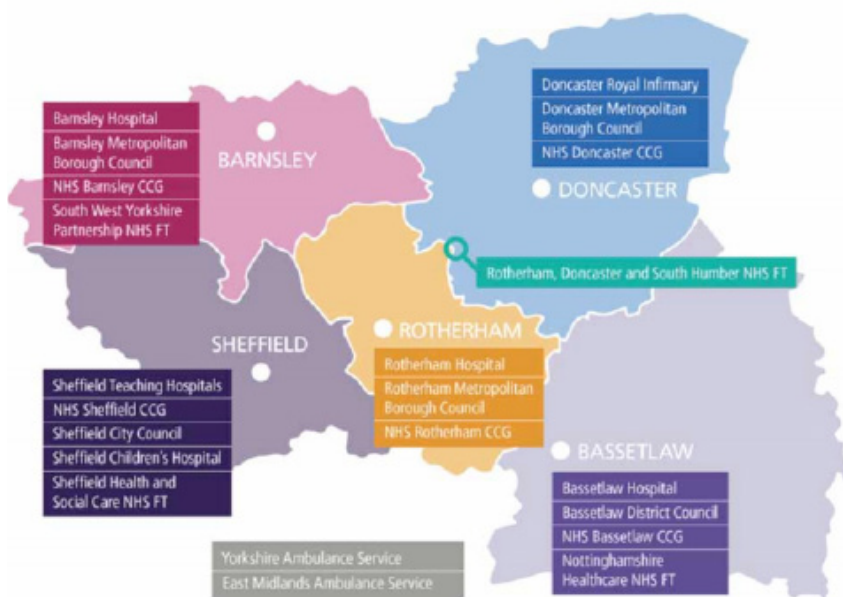 Barnsley Hospital
Barnsley Metropolitan
Borough Council
NHS Barnsley CCG
South West Yorkshire
Partnership NHS FT
BARNSLEY
Doncaster Royal Infirmary
Doncaster Metropolitan
Borough Council
NHS Doncaster CCG
DONCASTER
Rotherham, Doncaster and South Humber NHS FT
SHEFFIELD
Sheffield Teaching Hospitals
NHS Sheffield CCG
Sheffield City Council
Sheffield Children's Hospital
Sheffield Health and
Social Care NHS FT
ROTHERHAM
Rotherham Hospital
Rotherham Metropolitan
Borough Council
NHS Rotherham CCG
BASSETLAW
Bassetlaw Hospital
Bassetlaw District Council
NHS Bassetlaw CCG
Nottinghamshire
Healthcare NHS FT
Yorkshire Ambulance Service
East Midlands Ambulance Service